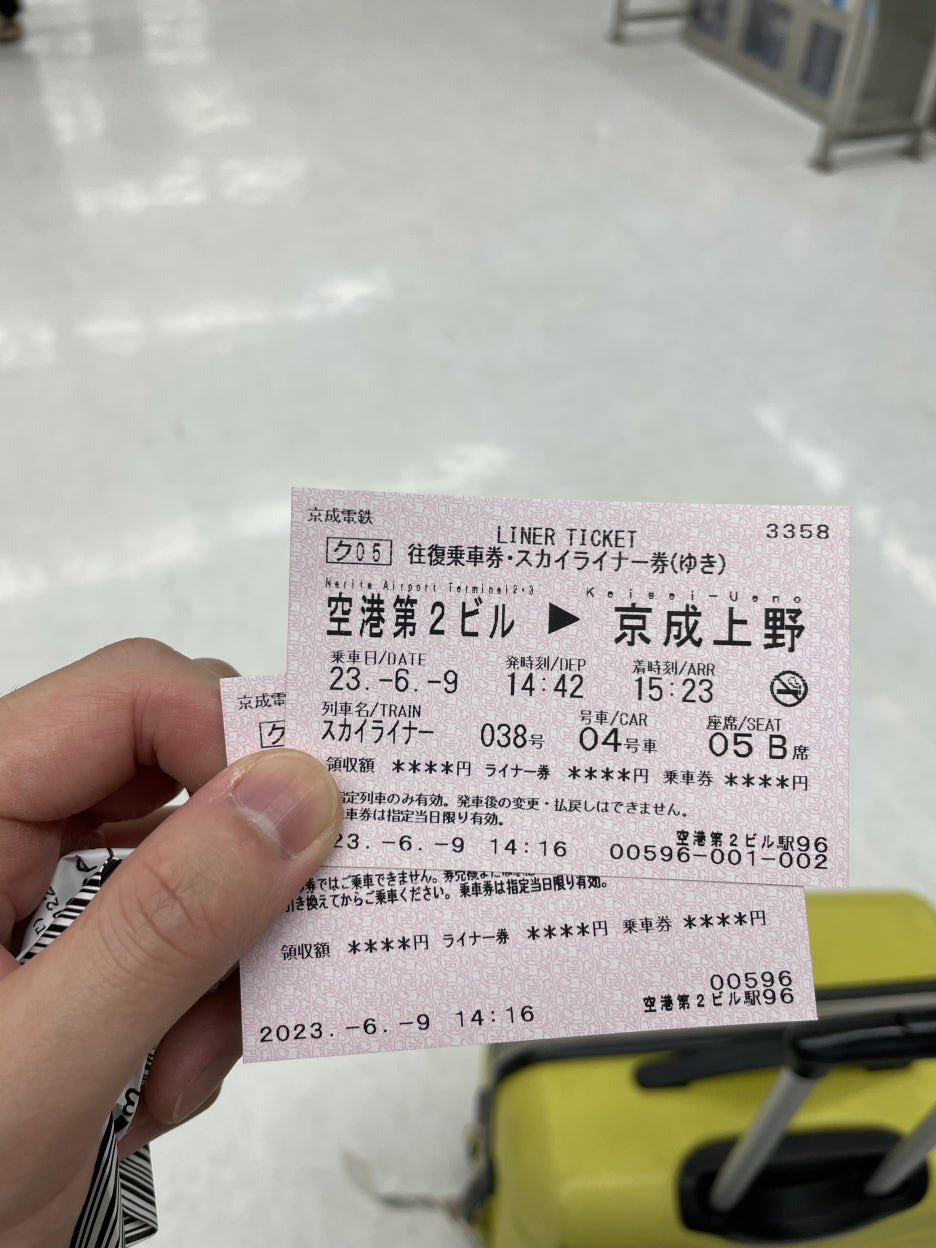 京成電鉄
3358
LINER TICKET
ク05 往復乗車券・スカイライナー券(ゆき)
Narita Airport Terminal2・3 Keisei-Ueno
空港第2ビル ▶ 京成上野
乗車日/DATE 発時刻/DEP 着時刻/ARR
23.-6.-9 14:42 15:23
列車名/TRAIN 号車/CAR 座席/SEAT
スカイライナー 038号 04号車 05 B席
領収額 ****円 ライナー券 ****円 乗車券 ****円
指定列車のみ有効。発車後の変更・払戻しはできません。
車券は指定当日限り有効。
空港第2ビル駅96
23.-6.-9 14:16 00596-001-002
京成電
ク
券ではご乗車できません。
引き換えてからご乗車ください。乗車券は指定当日限り有効。
領収額 ****円 ライナー券 ****円 乗車券 ****円
00596
空港第2ビル駅96
2023.-6.-9 14:16